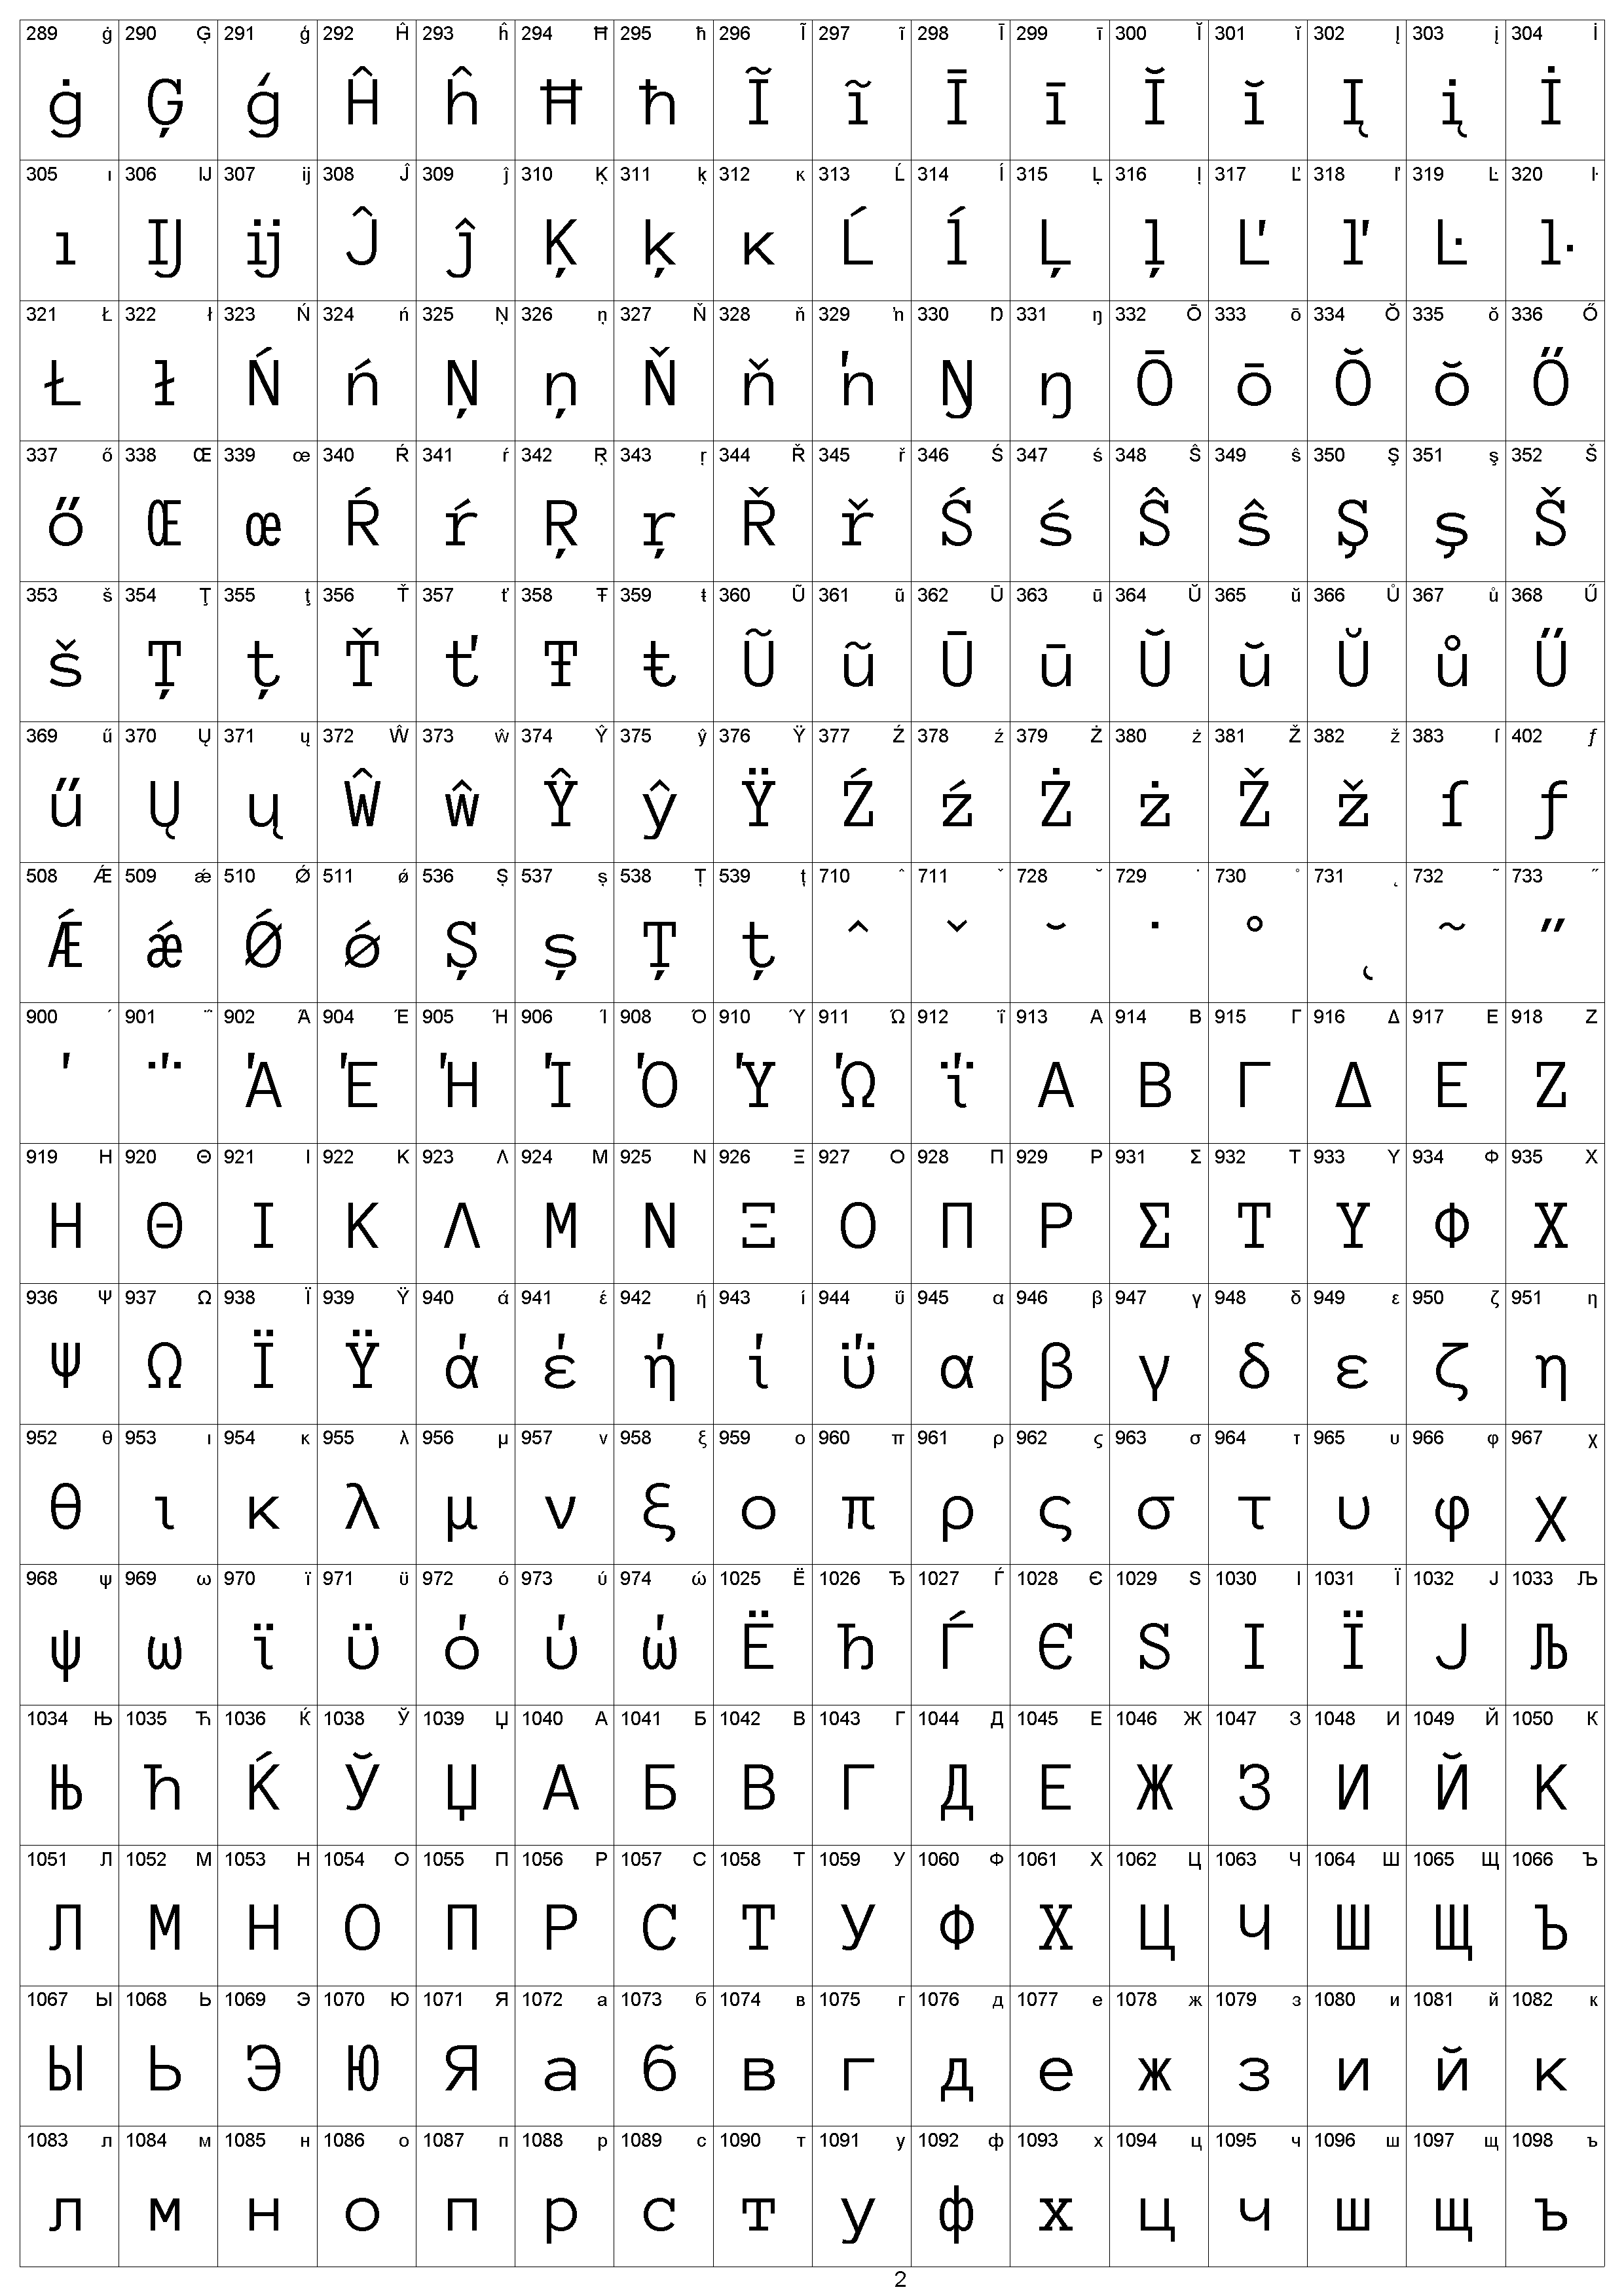 289 ġ 290 Ģ 291 ģ 292 Ĥ 293 ĥ 294 Ħ 295 ħ 296 Ĩ 297 ĩ 298 Ī 299 ī 300 Ĭ 301 ĭ 302 Į 303 į 304 İ
ġ Ģ ģ Ĥ ĥ Ħ ħ Ĩ ĩ Ī ī Ĭ ĭ Į į İ
305 ı 306 Ĳ 307 ĳ 308 Ĵ 309 ĵ 310 Ķ 311 ķ 312 ĸ 313 Ĺ 314 ĺ 315 Ļ 316 ļ 317 Ľ 318 ľ 319 Ŀ 320 ŀ
ı Ĳ ĳ Ĵ ĵ Ķ ķ ĸ Ĺ ĺ Ļ ļ Ľ ľ Ŀ ŀ
321 Ł 322 ł 323 Ń 324 ń 325 Ņ 326 ņ 327 Ň 328 ň 329 ŉ 330 Ŋ 331 ŋ 332 Ō 333 ō 334 Ŏ 335 ŏ 336 Ő
Ł ł Ń ń Ņ ņ Ň ň ŉ Ŋ ŋ Ō ō Ŏ ŏ Ő
337 ő 338 Œ 339 œ 340 Ŕ 341 ŕ 342 Ŗ 343 ŗ 344 Ř 345 ř 346 Ś 347 ś 348 Ŝ 349 ŝ 350 Ş 351 ş 352 Š
ő Œ œ Ŕ ŕ Ŗ ŗ Ř ř Ś ś Ŝ ŝ Ş ş Š
353 š 354 Ţ 355 ţ 356 Ť 357 ť 358 Ŧ 359 ŧ 360 Ũ 361 ũ 362 Ū 363 ū 364 Ŭ 365 ŭ 366 Ů 367 ů 368 Ű
š Ţ ţ Ť ť Ŧ ŧ Ũ ũ Ū ū Ŭ ŭ Ŭ ů Ű
369 ű 370 Ų 371 ų 372 Ŵ 373 ŵ 374 Ŷ 375 ŷ 376 Ÿ 377 Ź 378 ź 379 Ż 380 ż 381 Ž 382 ž 383 ſ 402 ƒ
ű Ų ų Ŵ ŵ Ŷ ŷ Ÿ Ź ź Ż ż Ž ž ſ ƒ
508 Ǽ 509 ǽ 510 Ǿ 511 ǿ 536 Ș 537 ș 538 Ț 539 ț 710 ˆ 711 ˇ 728 ˘ 729 ˙ 730 ˚ 731 ˛ 732 ˜ 733 ˝
Ǽ ǽ Ǿ ǿ Ș ș Ț ț ˆ ˇ ˘ ˙ ˚ ˛ ˜ ˝
900 ΄ 901 ΅ 902 Ά 904 Έ 905 Ή 906 Ί 908 Ό 910 Ύ 911 Ώ 912 ΐ 913 Α 914 Β 915 Γ 916 Δ 917 Ε 918 Ζ
΄ ΅ Ά Έ Ή Ί Ό Ύ Ώ ΐ Α Β Γ Δ Ε Ζ
919 Η 920 Θ 921 Ι 922 Κ 923 Λ 924 Μ 925 Ν 926 Ξ 927 Ο 928 Π 929 Ρ 931 Σ 932 Τ 933 Υ 934 Φ 935 Χ
Η Θ Ι Κ Λ Μ Ν Ξ Ο Π Ρ Σ Τ Υ Φ Χ
936 Ψ 937 Ω 938 Ϊ 939 Ϋ 940 ά 941 έ 942 ή 943 ί 944 ΰ 945 α 946 β 947 γ 948 δ 949 ε 950 ζ 951 η
Ψ Ω Ϊ Ϋ ά έ ή ί ΰ α β γ δ ε ζ η
952 θ 953 ι 954 κ 955 λ 956 μ 957 ν 958 ξ 959 ο 960 π 961 ρ 962 ς 963 σ 964 τ 965 υ 966 φ 967 χ
θ ι κ λ μ ν ξ ο π ρ ς σ τ υ φ χ
968 ψ 969 ω 970 ϊ 971 ϋ 972 ό 973 ύ 974 ώ 1025 Ё 1026 Ђ 1027 Ѓ 1028 Є 1029 Ѕ 1030 І 1031 Ї 1032 Ј 1033 Љ
ψ ω ϊ ϋ ό ύ ώ Ё Ђ Ѓ Є Ѕ І Ї Ј Љ
1034 Њ 1035 Ћ 1036 Ќ 1038 Ў 1039 Џ 1040 А 1041 Б 1042 В 1043 Г 1044 Д 1045 Е 1046 Ж 1047 З 1048 И 1049 Й 1050 К
Њ Ћ Ќ Ў Џ А Б В Г Д Е Ж З И Й К
1051 Л 1052 М 1053 Н 1054 О 1055 П 1056 Р 1057 С 1058 Т 1059 У 1060 Ф 1061 Х 1062 Ц 1063 Ч 1064 Ш 1065 Щ 1066 Ъ
Л М Н О П Р С Т У Ф Х Ц Ч Ш Щ Ъ
1067 Ы 1068 Ь 1069 Э 1070 Ю 1071 Я 1072 а 1073 б 1074 в 1075 г 1076 д 1077 е 1078 ж 1079 з 1080 и 1081 й 1082 к
Ы Ь Э Ю Я а б в г д е ж з и й к
1083 л 1084 м 1085 н 1086 о 1087 п 1088 р 1089 с 1090 т 1091 у 1092 ф 1093 х 1094 ц 1095 ч 1096 ш 1097 щ 1098 ъ
л м н о п р с т у ф х ц ч ш щ ъ
2